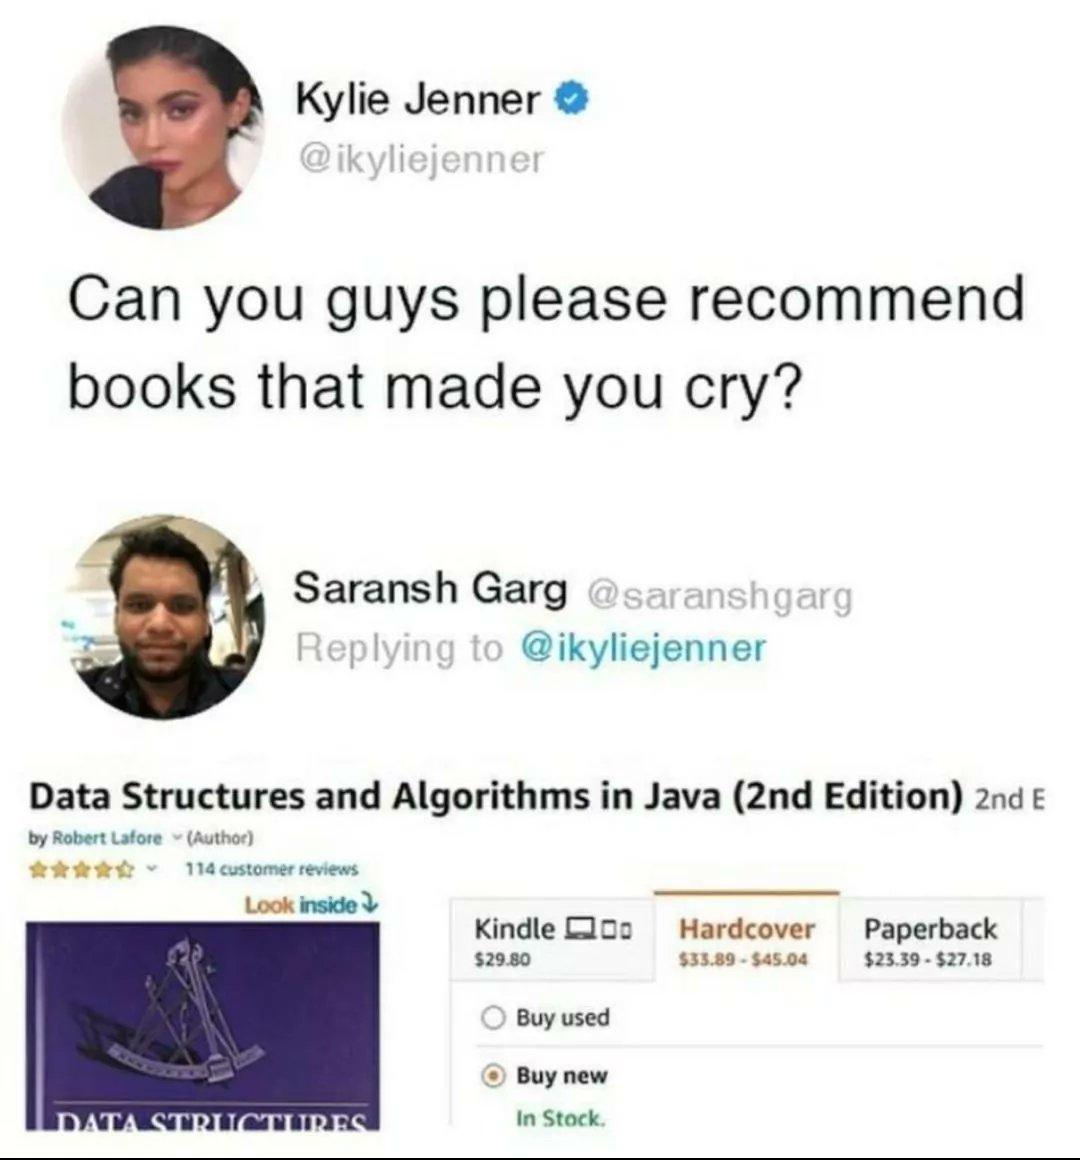 Kylie Jenner
@ikyliejenner
Can you guys please recommend
books that made you cry?
Saransh Garg @saranshgarg
Replying to @ikyliejenner
Data Structures and Algorithms in Java (2nd Edition) 2nd E
by Robert Lafore (Author)
114 customer reviews
Look inside
Kindle Hardcover Paperback
$29.80 $33.89 - $45.04 $23.39 - $27.18
Buy used
Buy new
In Stock.
DATA STRUCTURES